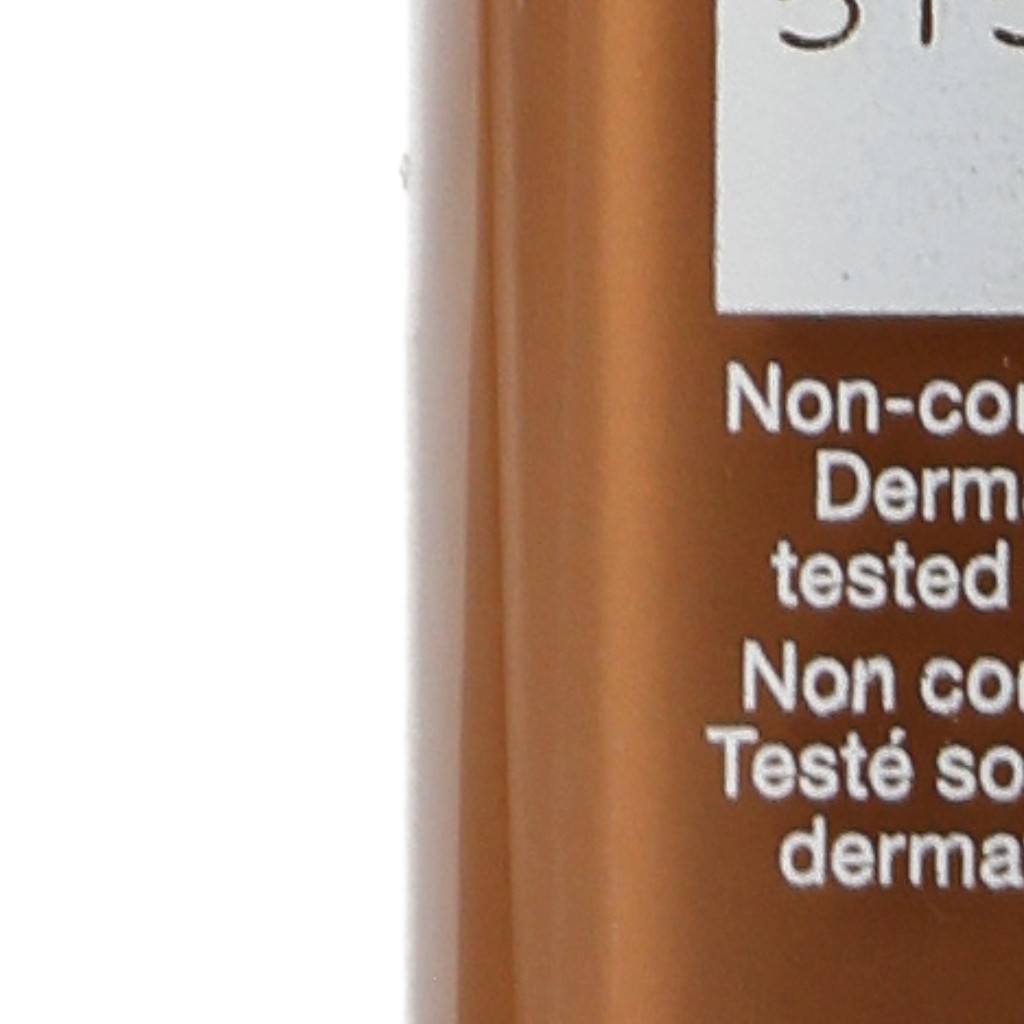 Non-co
Derm
tested
Non co
Testé so
derma